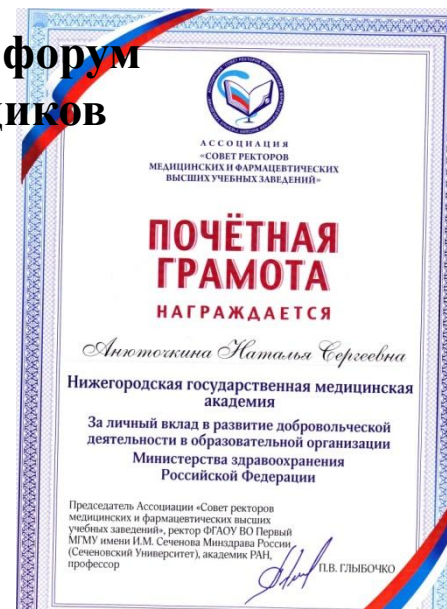 форум
иков
АССОЦИАЦИЯ
«СОВЕТ РЕКТОРОВ
МЕДИЦИНСКИХ И ФАРМАЦЕВТИЧЕСКИХ
ВЫСШИХ УЧЕБНЫХ ЗАВЕДЕНИЙ»
ПОЧЁТНАЯ
ГРАМОТА
НАГРАЖДАЕТСЯ
Анюточкина Наталья Сергеевна
Нижегородская государственная медицинская
академия
За личный вклад в развитие добровольческой
деятельности в образовательной организации
Министерства здравоохранения
Российской Федерации
Председатель Ассоциации «Совет ректоров
медицинских и фармацевтических высших
учебных заведений», ректор ФГАОУ ВО Первый
МГМУ имени И.М. Сеченова Минздрава России
(Сеченовский Университет), академик РАН,
профессор
П.В. ГЛЫБОЧКО